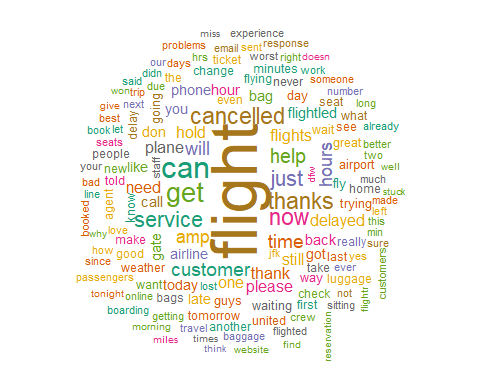 miss experience
problems email sent response
our days hrs ticket worst right doesn
didn change minutes work
said due the phone hour flying never someone
won trip even bag day number
give next delay going you cancelled seat long
best don hold flights wait what
book let plane will flight flightled see already
seats people staff help great better
your new like can just hours dfw airport two well
bad told need get fly home much stuck
line agent call thanks trying made left
booked know service now delayed this
why love gate amp time back really min
how make airline jfk still got last yes sure
since good customer thank take ever customers
passengers weather one please way luggage
tonight want today lost check not flightr
online bags late guys waiting first sitting
boarding getting tomorrow united crew reservation
morning travel another flighted
miles times baggage find
think website